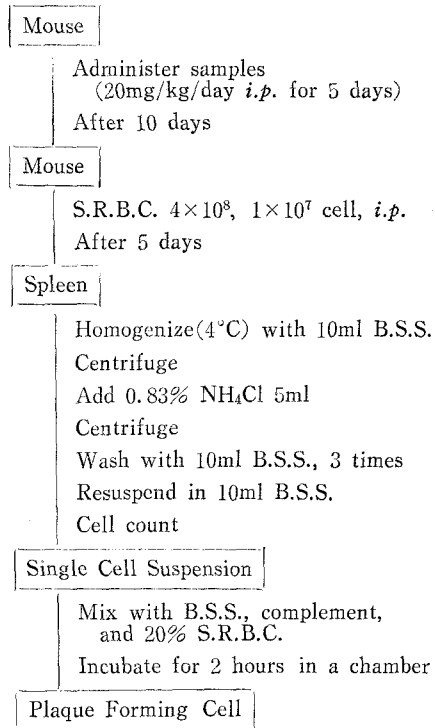 Mouse
Administer samples
(20mg/kg/day i.p. for 5 days)
After 10 days
Mouse
S.R.B.C. 4×10⁸, 1×10⁷ cell, i.p.
After 5 days
Spleen
Homogenize(4°C) with 10ml B.S.S.
Centrifuge
Add 0.83% NH₄Cl 5ml
Centrifuge
Wash with 10ml B.S.S., 3 times
Resuspend in 10ml B.S.S.
Cell count
Single Cell Suspension
Mix with B.S.S., complement,
and 20% S.R.B.C.
Incubate for 2 hours in a chamber
Plaque Forming Cell